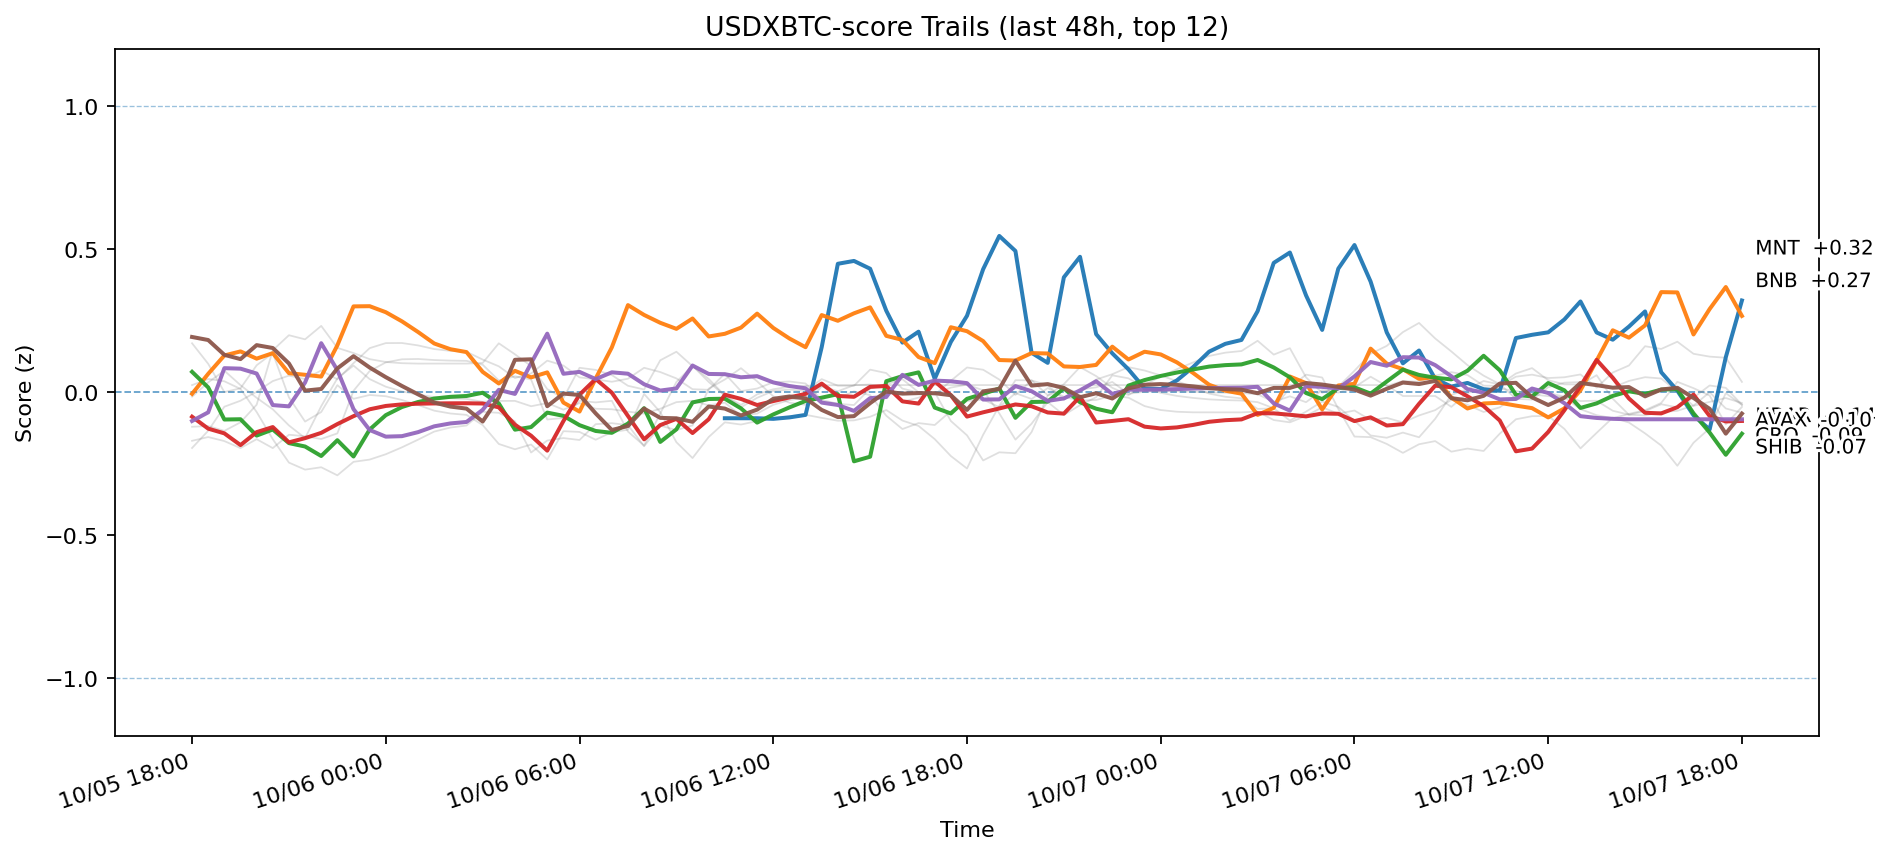 USDXBTC-score Trails (last 48h, top 12)
Score (z)
1.0
0.5
0.0
−0.5
−1.0
MNT +0.32
BNB +0.27
AVAX -0.10
CRO -0.09
SHIB -0.07
10/05 18:00
10/06 00:00
10/06 06:00
10/06 12:00
10/06 18:00
10/07 00:00
10/07 06:00
10/07 12:00
10/07 18:00
Time